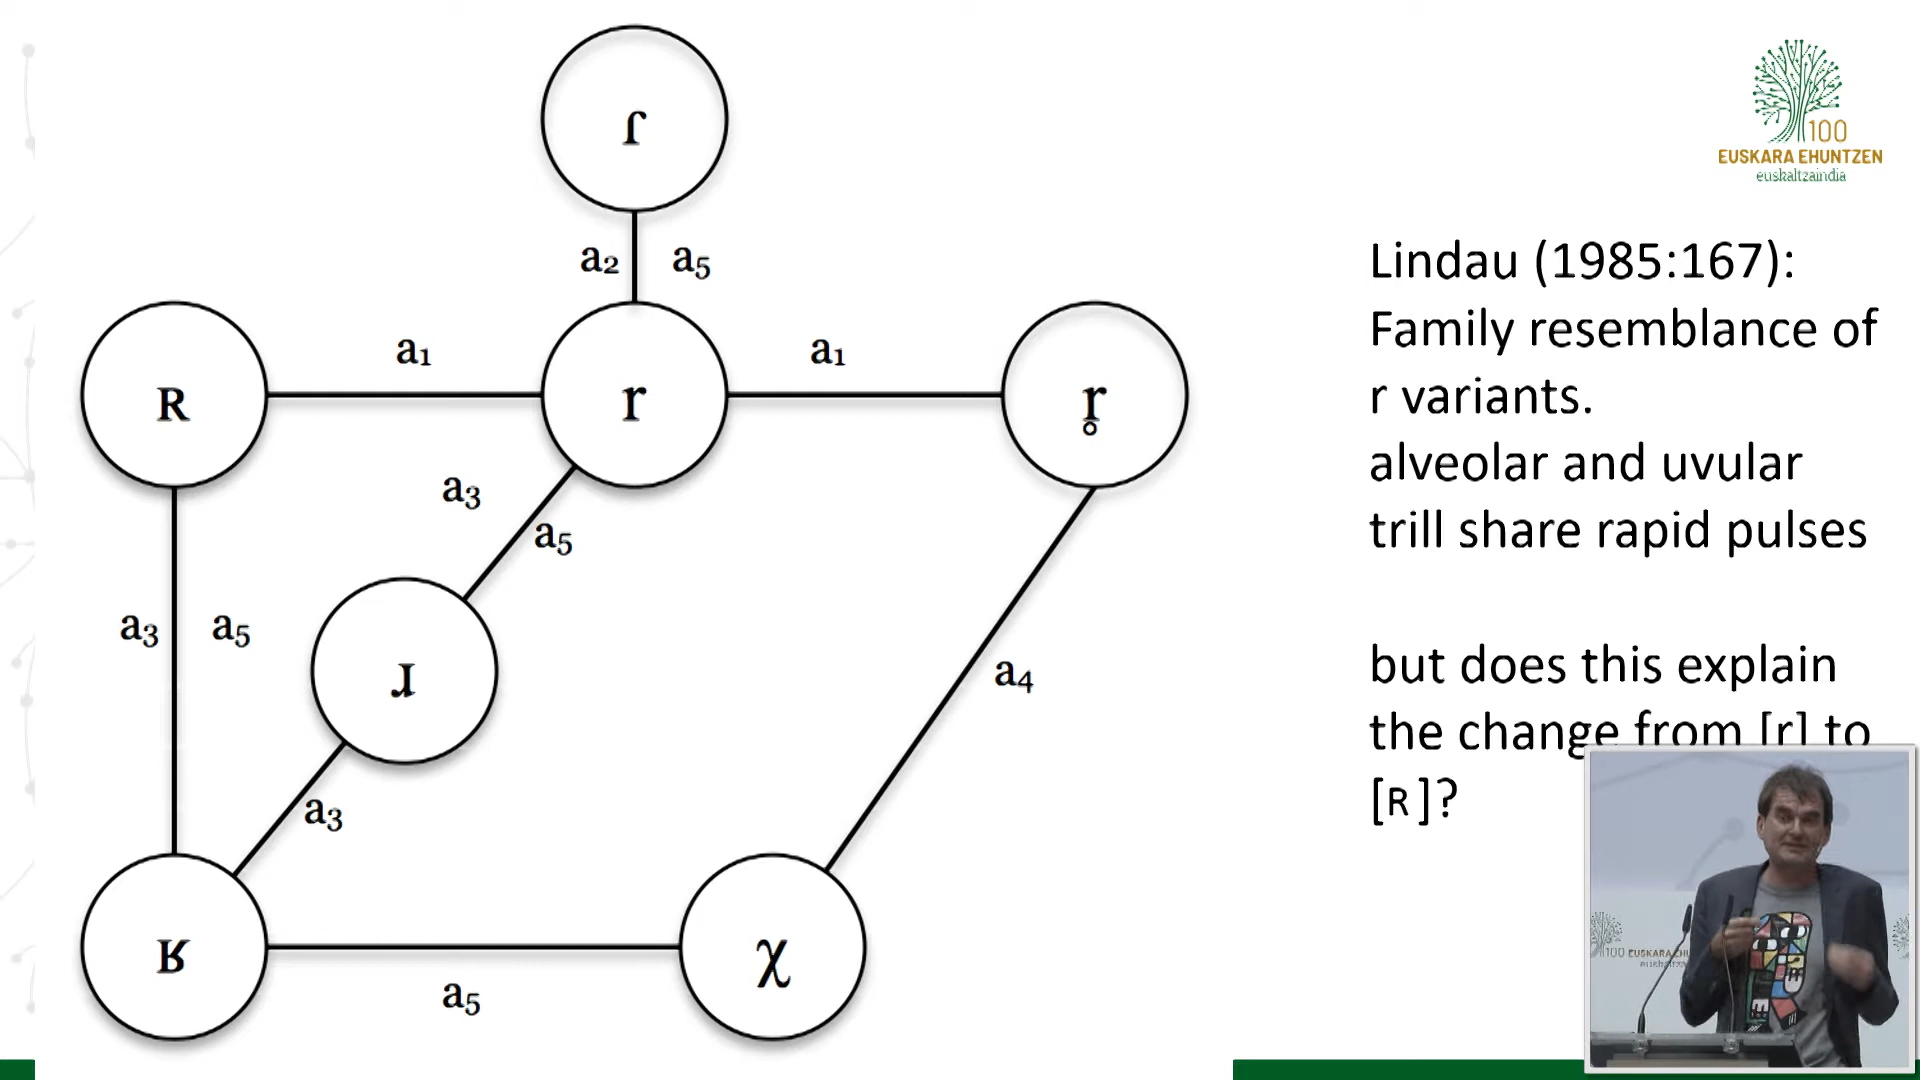 ɾ
a₂ a₅
ʀ
a₁
r
a₁
r̥
a₃
a₅
a₃ a₅
ɹ
a₄
a₃
ʁ
a₅
χ
100
EUSKARA EHUNTZEN
euskaltzaindia
Lindau (1985:167):
Family resemblance of
r variants.
alveolar and uvular
trill share rapid pulses
but does this explain
the change from [r] to
[ʀ]?